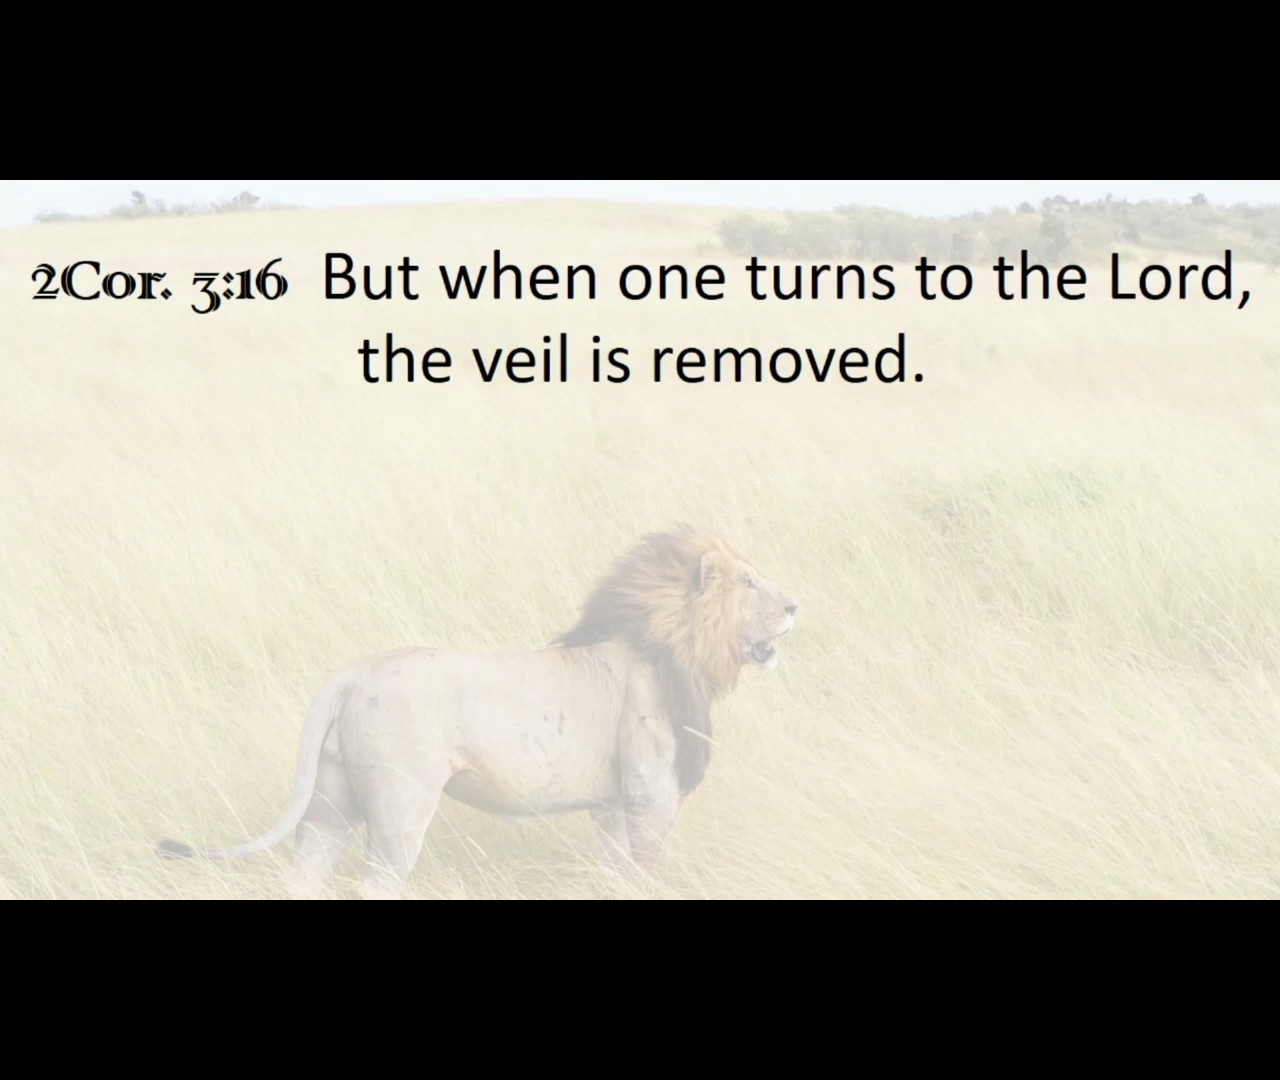 2Cor. 3:16 But when one turns to the Lord,
the veil is removed.